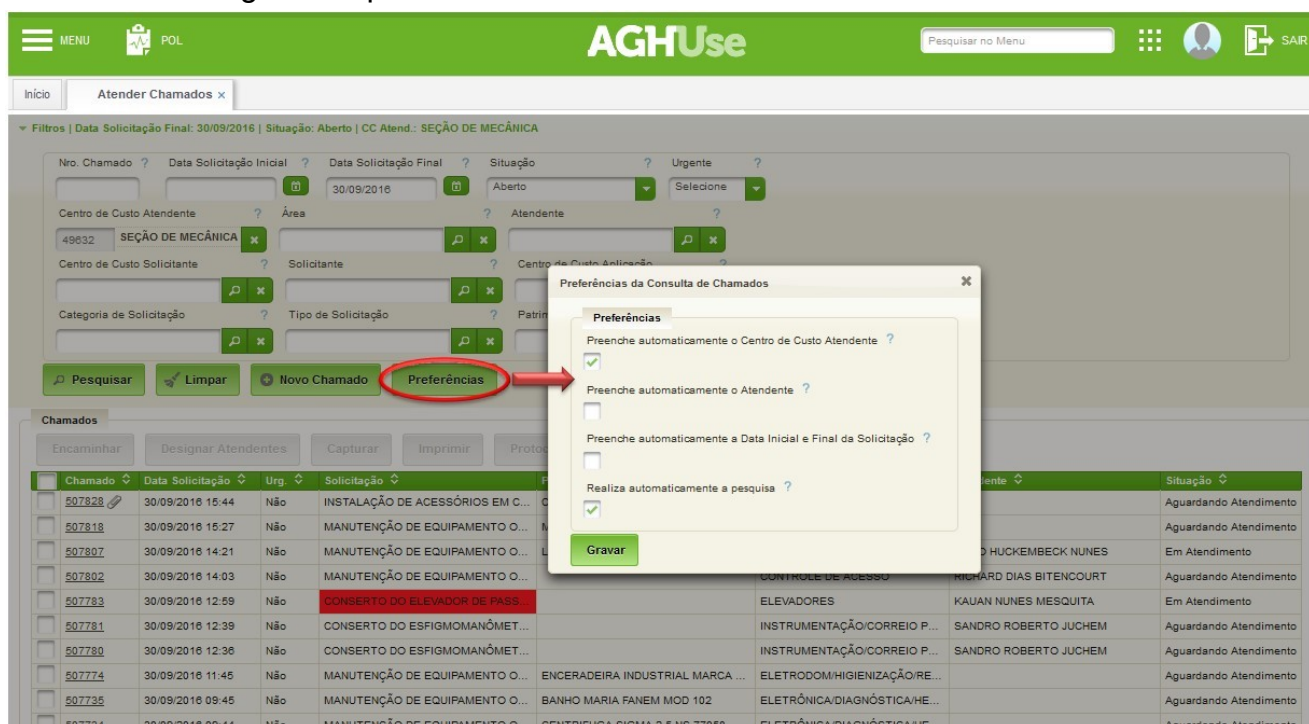 MENU POL AGHUse Pesquisar no Menu SAIR
Início Atender Chamados ×
Filtros | Data Solicitação Final: 30/09/2016 | Situação: Aberto | CC Atend.: SEÇÃO DE MECÂNICA
Nro. Chamado ? Data Solicitação Inicial ? Data Solicitação Final ? Situação ? Urgente ?
30/09/2016 Aberto Selecione
Centro de Custo Atendente ? Área ? Atendente ?
49632 SEÇÃO DE MECÂNICA
Centro de Custo Solicitante ? Solicitante ? Centro de Custo Aplicação ?
Categoria de Solicitação ? Tipo de Solicitação ?
Pesquisar Limpar Novo Chamado Preferências
Preferências da Consulta de Chamados
Preferências
Preenche automaticamente o Centro de Custo Atendente ?
Preenche automaticamente o Atendente ?
Preenche automaticamente a Data Inicial e Final da Solicitação ?
Realiza automaticamente a pesquisa ?
Gravar
Chamados
Encaminhar Designar Atendentes Capturar Imprimir
Chamado Data Solicitação Urg. Solicitação Situação
507828 30/09/2016 15:44 Não INSTALAÇÃO DE ACESSÓRIOS EM C... Aguardando Atendimento
507818 30/09/2016 15:27 Não MANUTENÇÃO DE EQUIPAMENTO O... Aguardando Atendimento
507807 30/09/2016 14:21 Não MANUTENÇÃO DE EQUIPAMENTO O... HUCKEMBECK NUNES Em Atendimento
507802 30/09/2016 14:03 Não MANUTENÇÃO DE EQUIPAMENTO O... CONTROLE DE ACESSO RICHARD DIAS BITENCOURT Aguardando Atendimento
507783 30/09/2016 12:59 Não CONSERTO DO ELEVADOR DE PASS... ELEVADORES KAUAN NUNES MESQUITA Em Atendimento
507781 30/09/2016 12:39 Não CONSERTO DO ESFIGMOMANÔMET... INSTRUMENTAÇÃO/CORREIO P... SANDRO ROBERTO JUCHEM Aguardando Atendimento
507780 30/09/2016 12:36 Não CONSERTO DO ESFIGMOMANÔMET... INSTRUMENTAÇÃO/CORREIO P... SANDRO ROBERTO JUCHEM Aguardando Atendimento
507774 30/09/2016 11:45 Não MANUTENÇÃO DE EQUIPAMENTO O... ENCERADEIRA INDUSTRIAL MARCA ... ELETRODOM/HIGIENIZAÇÃO/RE... Aguardando Atendimento
507735 30/09/2016 09:45 Não MANUTENÇÃO DE EQUIPAMENTO O... BANHO MARIA FANEM MOD 102 ELETRÔNICA/DIAGNÓSTICA/HE... Aguardando Atendimento